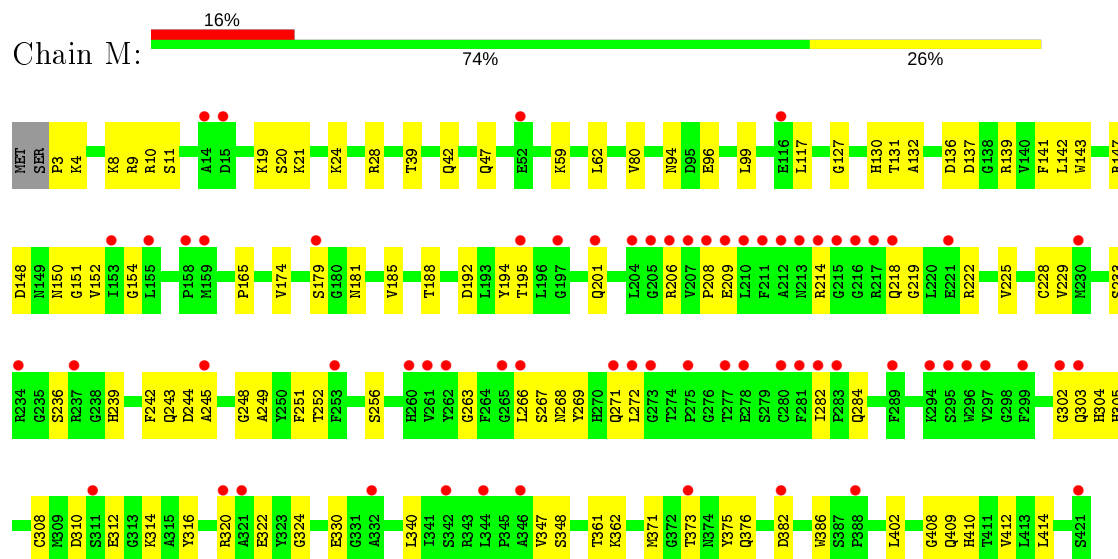 16%
Chain M:
74% 26%
MET SER P3 K4 K8 R9 R10 S11 A14 D15 K19 S20 K21 K24 R28 T39 Q42 Q47 E52 K59 L62 V80 N94 D95 E96 L99 E116 L117 G127 H130 T131 A132 D136 D137 G138 R139 V140 F141 L142 W143 R147
D148 N149 N150 G151 V152 I153 G154 L155 P158 M159 P165 V174 S179 G180 N181 V185 T188 D192 L193 Y194 T195 L196 G197 Q201 L204 G205 R206 V207 P208 E209 L210 F211 A212 N213 R214 G215 G216 R217 Q218 G219 L220 E221 R222 V225 C228 V229 M230 S233
R234 G235 S236 R237 G238 H239 F242 Q243 D244 A245 G248 A249 Y250 F251 T252 F253 S256 H260 V261 Y262 G263 F264 G265 L266 S267 N268 Y269 H270 Q271 L272 G273 T274 P275 G276 T277 E278 S279 C280 F281 I282 P283 Q284 F289 K294 S295 W296 V297 G298 F299 G302 Q303 H304 H305
C308 M309 D310 S311 E312 G313 K314 A315 Y316 R320 A321 E322 Y323 G324 E330 G331 A332 L340 I341 S342 R343 L344 P345 A346 V347 S348 T361 K362 M371 G372 T373 N374 Y375 Q376 D382 W386 S387 P388 L402 G408 Q409 H410 T411 V412 L413 L414 S421